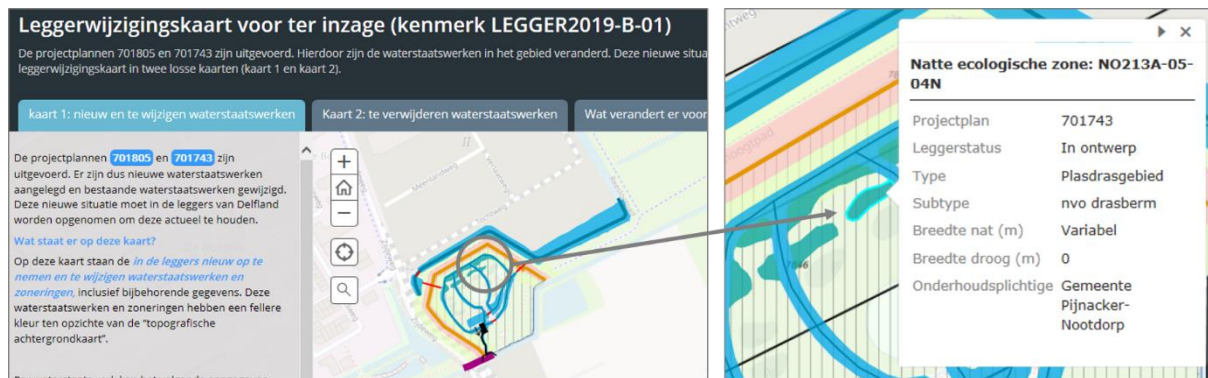 Leggerwijzigingskaart voor ter inzage (kenmerk LEGGER2019-B-01)
De projectplannen 701805 en 701743 zijn uitgevoerd. Hierdoor zijn de waterstaatswerken in het gebied veranderd. Deze nieuwe situa
leggerwijzigingskaart in twee losse kaarten (kaart 1 en kaart 2).
kaart 1: nieuw en te wijzigen waterstaatswerken
Kaart 2: te verwijderen waterstaatswerken
Wat verandert er voor
De projectplannen 701805 en 701743 zijn
uitgevoerd. Er zijn dus nieuwe waterstaatswerken
aangelegd en bestaande waterstaatswerken gewijzigd.
Deze nieuwe situatie moet in de leggers van Delfland
worden opgenomen om deze actueel te houden.
Wat staat er op deze kaart?
Op deze kaart staan de in de leggers nieuw op te
nemen en te wijzigen waterstaatswerken en
zoneringen, inclusief bijbehorende gegevens. Deze
waterstaatswerken en zoneringen hebben een fellere
kleur ten opzichte van de "topografische
achtergrondkaart".
Natte ecologische zone: NO213A-05-
04N
Projectplan 701743
Leggerstatus In ontwerp
Type Plasdrasgebied
Subtype nvo drasberm
Breedte nat (m) Variabel
Breedte droog (m) 0
Onderhoudsplichtige Gemeente
Pijnacker-
Nootdorp
7846